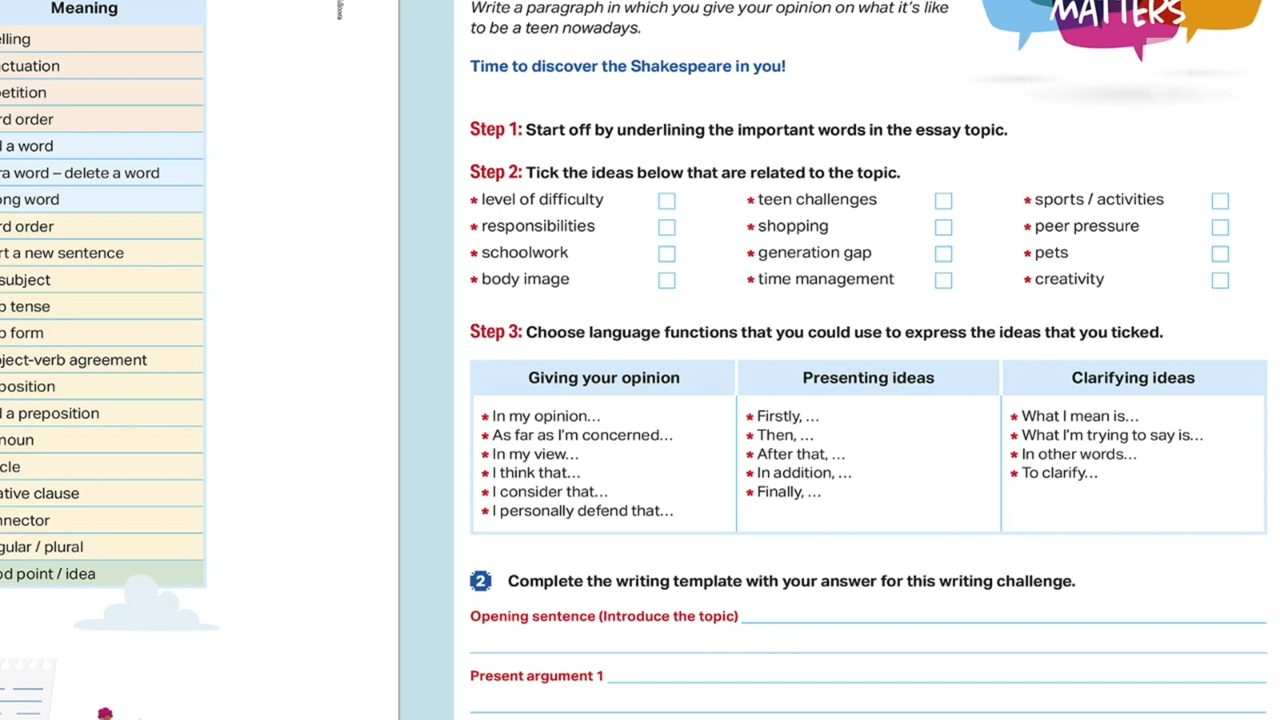 Meaning
elling
ctuation
etition
rd order
l a word
ra word – delete a word
ong word
rd order
rt a new sentence
subject
b tense
b form
ject-verb agreement
position
d a preposition
noun
cle
ative clause
nnector
gular / plural
od point / idea
Write a paragraph in which you give your opinion on what it's like
to be a teen nowadays.
MATTERS
Time to discover the Shakespeare in you!
Step 1: Start off by underlining the important words in the essay topic.
Step 2: Tick the ideas below that are related to the topic.
* level of difficulty * teen challenges * sports / activities
* responsibilities * shopping * peer pressure
* schoolwork * generation gap * pets
* body image * time management * creativity
Step 3: Choose language functions that you could use to express the ideas that you ticked.
Giving your opinion Presenting ideas Clarifying ideas
* In my opinion... * Firstly, ... * What I mean is...
* As far as I'm concerned... * Then, ... * What I'm trying to say is...
* In my view... * After that, ... * In other words...
* I think that... * In addition, ... * To clarify...
* I consider that... * Finally, ...
* I personally defend that...
2 Complete the writing template with your answer for this writing challenge.
Opening sentence (Introduce the topic)
Present argument 1